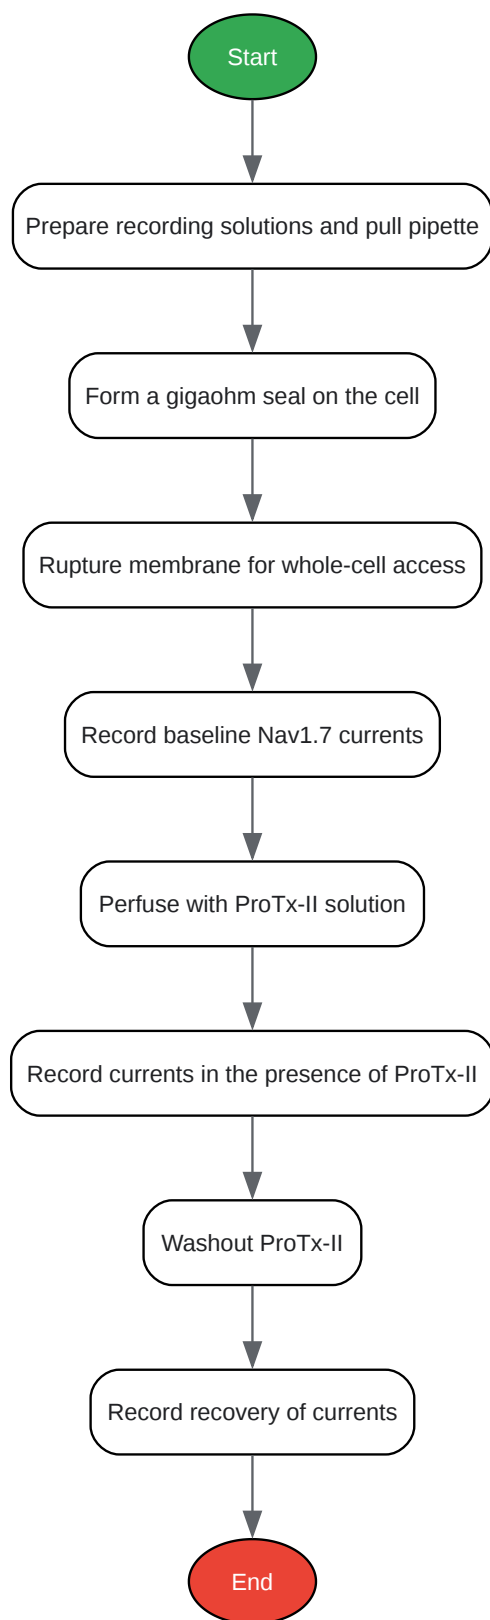 Start
Prepare recording solutions and pull pipette
Form a gigaohm seal on the cell
Rupture membrane for whole-cell access
Record baseline Nav1.7 currents
Perfuse with ProTx-II solution
Record currents in the presence of ProTx-II
Washout ProTx-II
Record recovery of currents
End